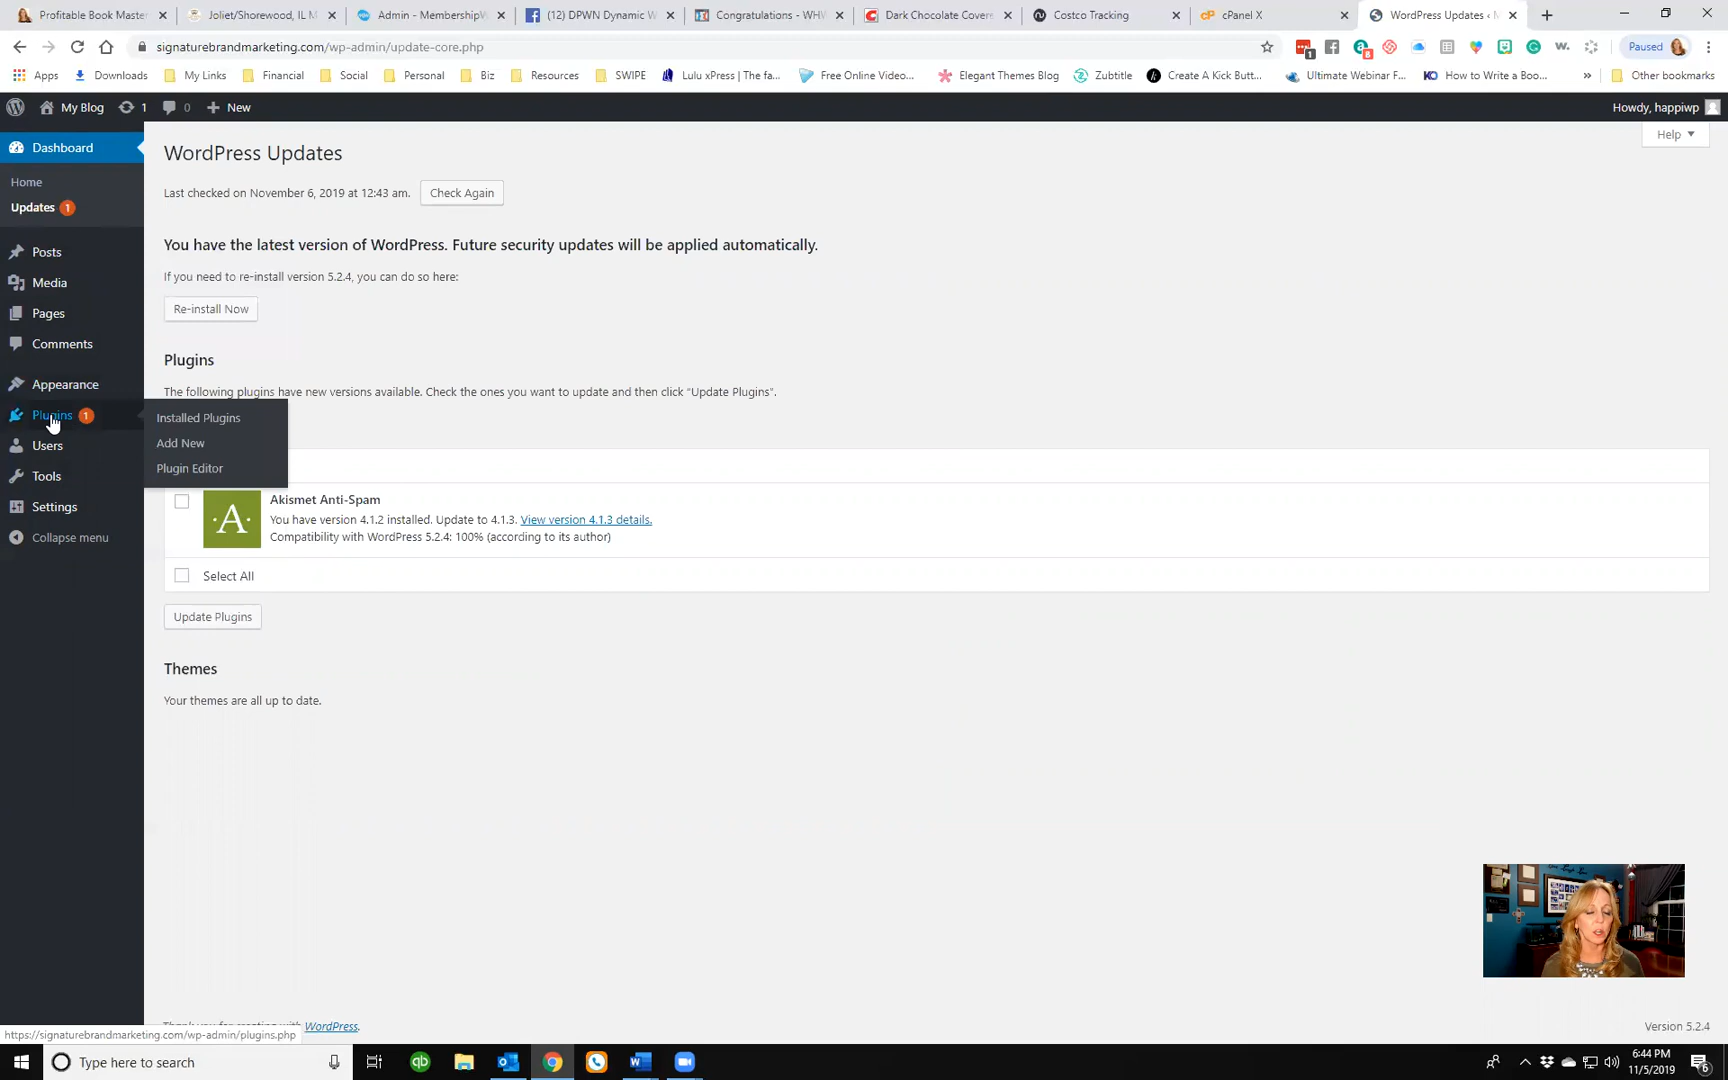 Profitable Book Master
Joliet/Shorewood, IL M
Admin - MembershipW
(12) DPWN Dynamic W
Congratulations - WHW
Dark Chocolate Covere
Costco Tracking
cPanel X
WordPress Updates ‹ M
signaturebrandmarketing.com/wp-admin/update-core.php
Paused
Apps
Downloads
My Links
Financial
Social
Personal
Biz
Resources
SWIPE
Lulu xPress | The fa...
Free Online Video...
Elegant Themes Blog
Zubtitle
Create A Kick Butt...
Ultimate Webinar F...
KO How to Write a Boo...
»
Other bookmarks
My Blog
1
0
New
Howdy, happiwp
Help
Dashboard
Home
Updates 1
Posts
Media
Pages
Comments
Appearance
Plugins 1
Users
Tools
Settings
Collapse menu
Installed Plugins
Add New
Plugin Editor
WordPress Updates
Last checked on November 6, 2019 at 12:43 am.
Check Again
You have the latest version of WordPress. Future security updates will be applied automatically.
If you need to re-install version 5.2.4, you can do so here:
Re-install Now
Plugins
The following plugins have new versions available. Check the ones you want to update and then click “Update Plugins”.
A
Akismet Anti-Spam
You have version 4.1.2 installed. Update to 4.1.3. View version 4.1.3 details.
Compatibility with WordPress 5.2.4: 100% (according to its author)
Select All
Update Plugins
Themes
Your themes are all up to date.
Thank you for creating with WordPress.
Version 5.2.4
https://signaturebrandmarketing.com/wp-admin/plugins.php
Type here to search
6:44 PM
11/5/2019
6